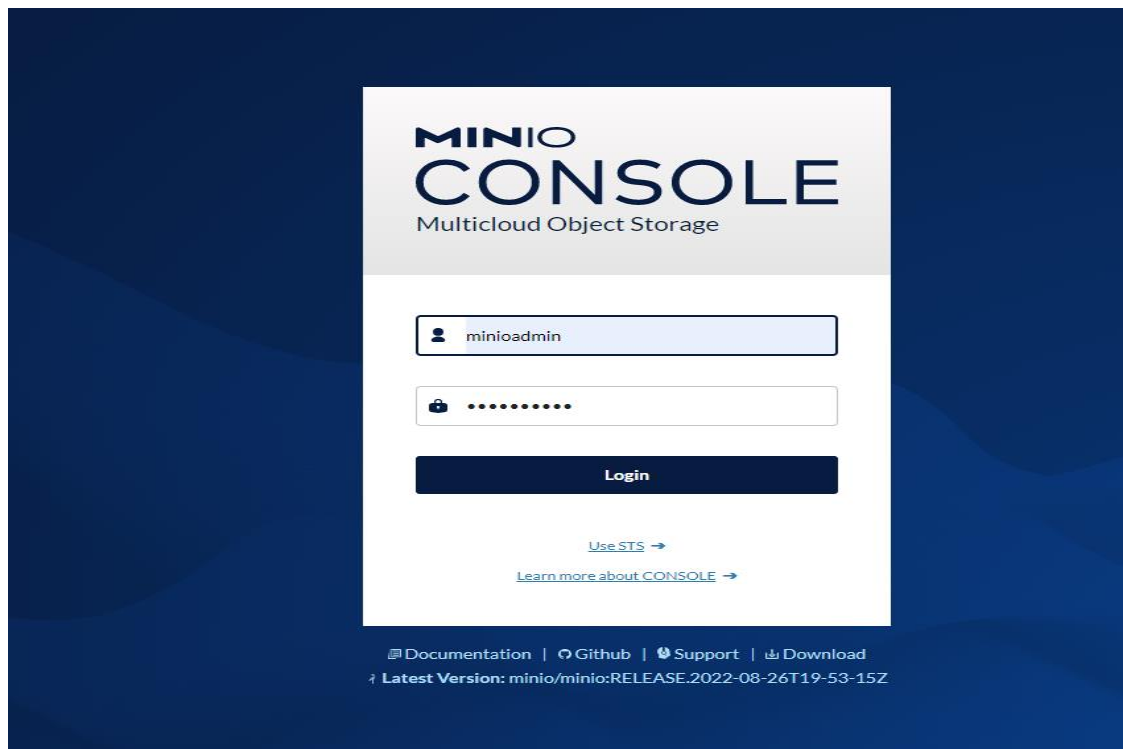 MINIO
CONSOLE
Multicloud Object Storage
minioadmin
••••••••••
Login
Use STS ➔
Learn more about CONSOLE ➔
Documentation | Github | Support | Download
Latest Version: minio/minio:RELEASE.2022-08-26T19-53-15Z